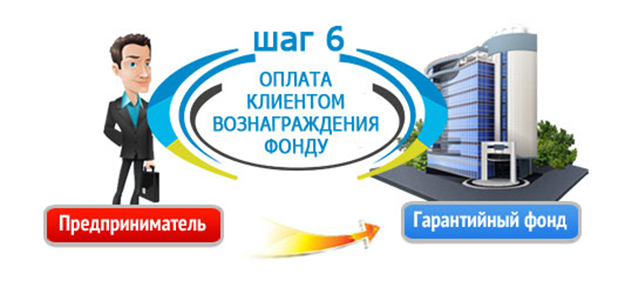 шаг 6
ОПЛАТА
КЛИЕНТОМ
ВОЗНАГРАЖДЕНИЯ
ФОНДУ
Предприниматель
Гарантийный фонд